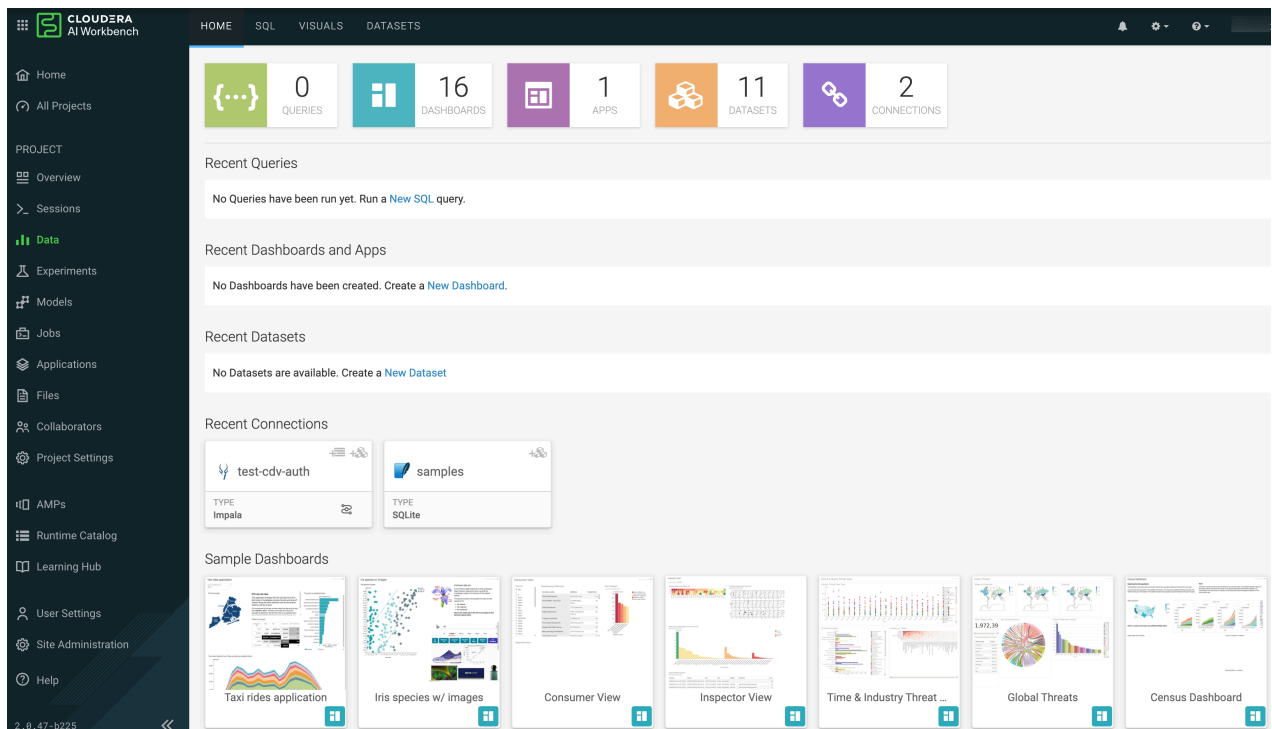 CLOUDERA
AI Workbench
HOME SQL VISUALS DATASETS
Home
All Projects
PROJECT
Overview
Sessions
Data
Experiments
Models
Jobs
Applications
Files
Collaborators
Project Settings
AMPs
Runtime Catalog
Learning Hub
User Settings
Site Administration
Help
2.0.47-b225
0
QUERIES
16
DASHBOARDS
1
APPS
11
DATASETS
2
CONNECTIONS
Recent Queries
No Queries have been run yet. Run a New SQL query.
Recent Dashboards and Apps
No Dashboards have been created. Create a New Dashboard.
Recent Datasets
No Datasets are available. Create a New Dataset
Recent Connections
test-cdv-auth
TYPE
Impala
samples
TYPE
SQLite
Sample Dashboards
Taxi rides application
Iris species w/ images
Consumer View
Inspector View
Time & Industry Threat ...
1,972,39
Global Threats
Census Dashboard